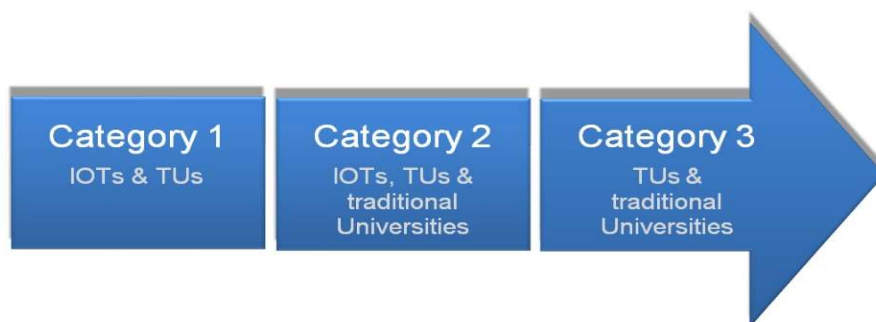 Category 1
IOTs & TUs
Category 2
IOTs, TUs &
traditional
Universities
Category 3
TUs &
traditional
Universities